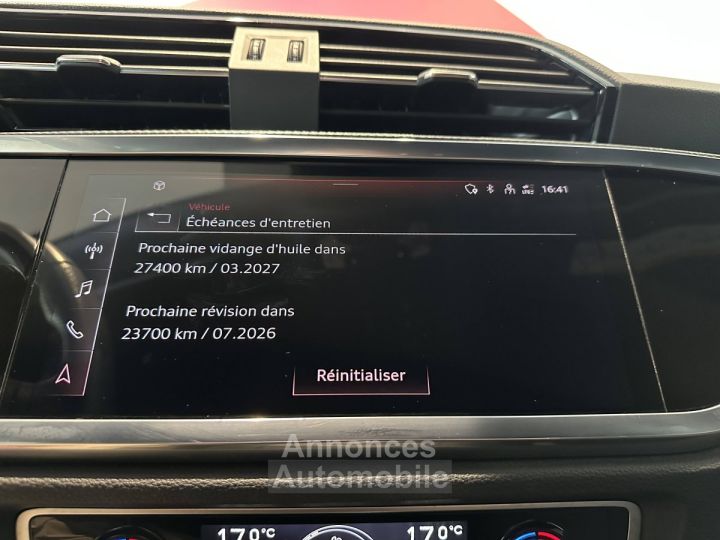 16:41
Véhicule
Échéances d'entretien
Prochaine vidange d'huile dans
27400 km / 03.2027
Prochaine révision dans
23700 km / 07.2026
Réinitialiser
Annonces
Automobile
17.0°C
17.0°C